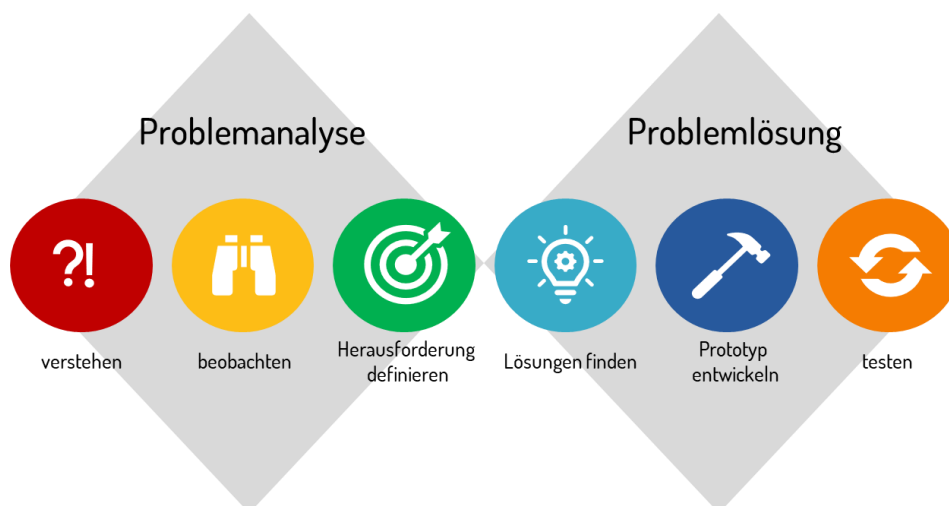 Problemanalyse
Problemlösung
?!
verstehen
beobachten
Herausforderung
definieren
Lösungen finden
Prototyp
entwickeln
testen